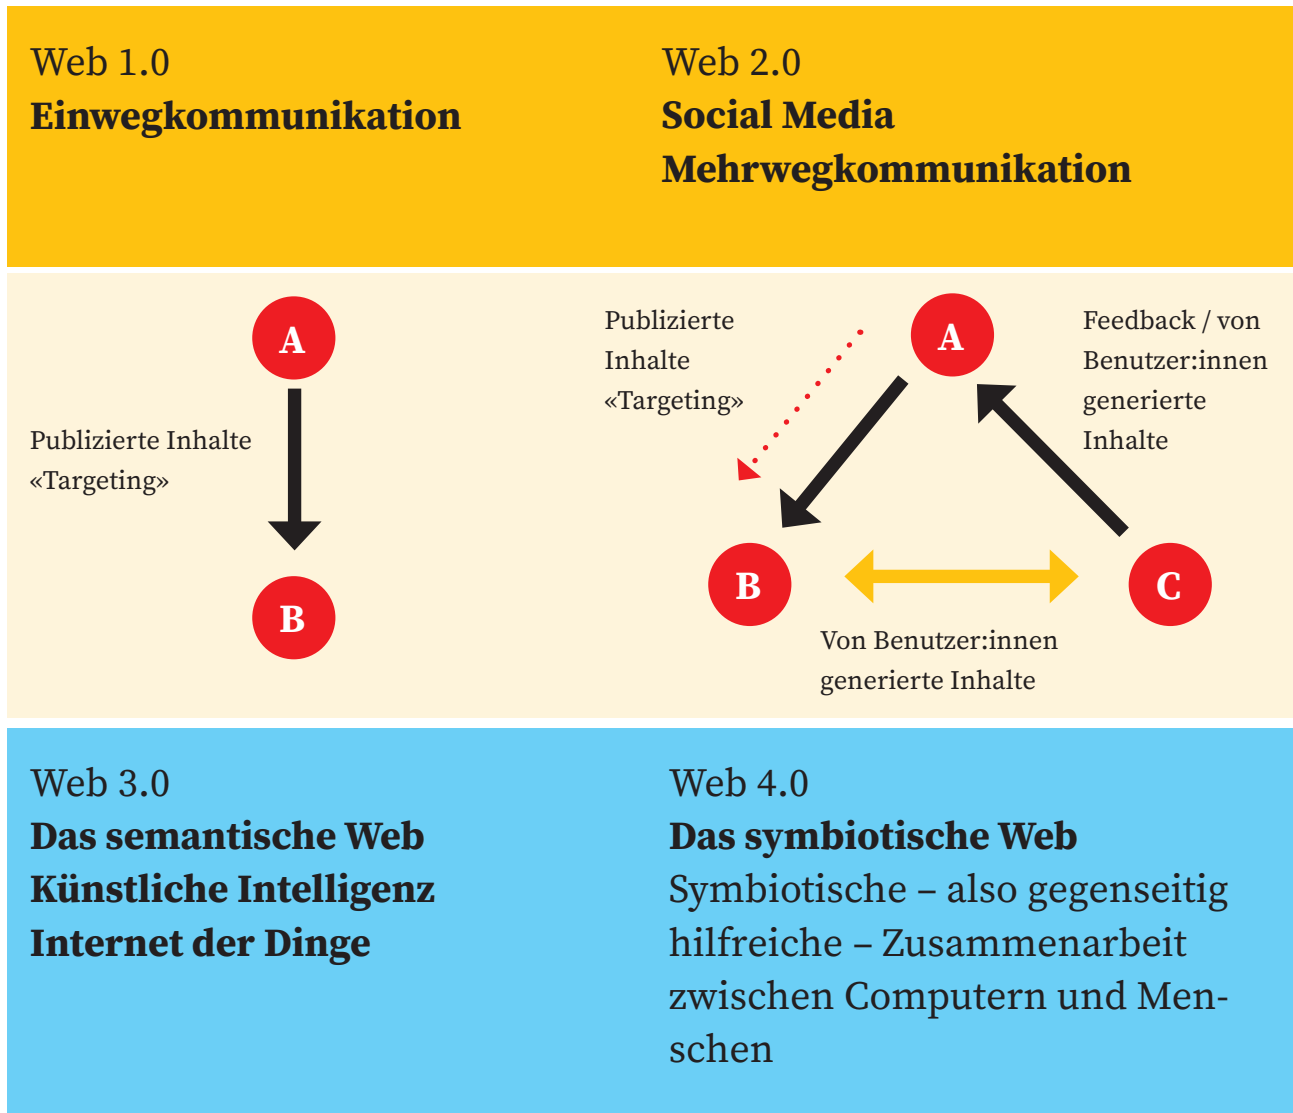 Web 1.0
Einwegkommunikation
Web 2.0
Social Media
Mehrwegkommunikation
A
Publizierte Inhalte
«Targeting»
B
Publizierte
Inhalte
«Targeting»
A
Feedback / von
Benutzer:innen
generierte
Inhalte
B
C
Von Benutzer:innen
generierte Inhalte
Web 3.0
Das semantische Web
Künstliche Intelligenz
Internet der Dinge
Web 4.0
Das symbiotische Web
Symbiotische – also gegenseitig
hilfreiche – Zusammenarbeit
zwischen Computern und Men-
schen